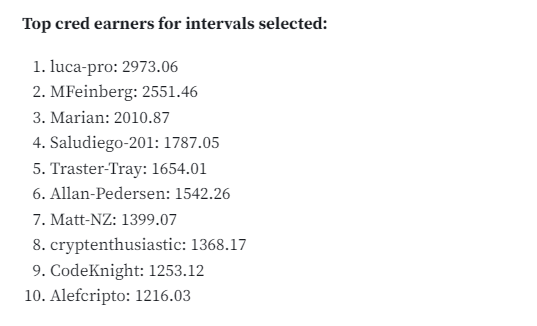 Top cred earners for intervals selected:
1. luca-pro: 2973.06
2. MFeinberg: 2551.46
3. Marian: 2010.87
4. Saludiego-201: 1787.05
5. Traster-Tray: 1654.01
6. Allan-Pedersen: 1542.26
7. Matt-NZ: 1399.07
8. cryptenthusiastic: 1368.17
9. CodeKnight: 1253.12
10. Alefcripto: 1216.03